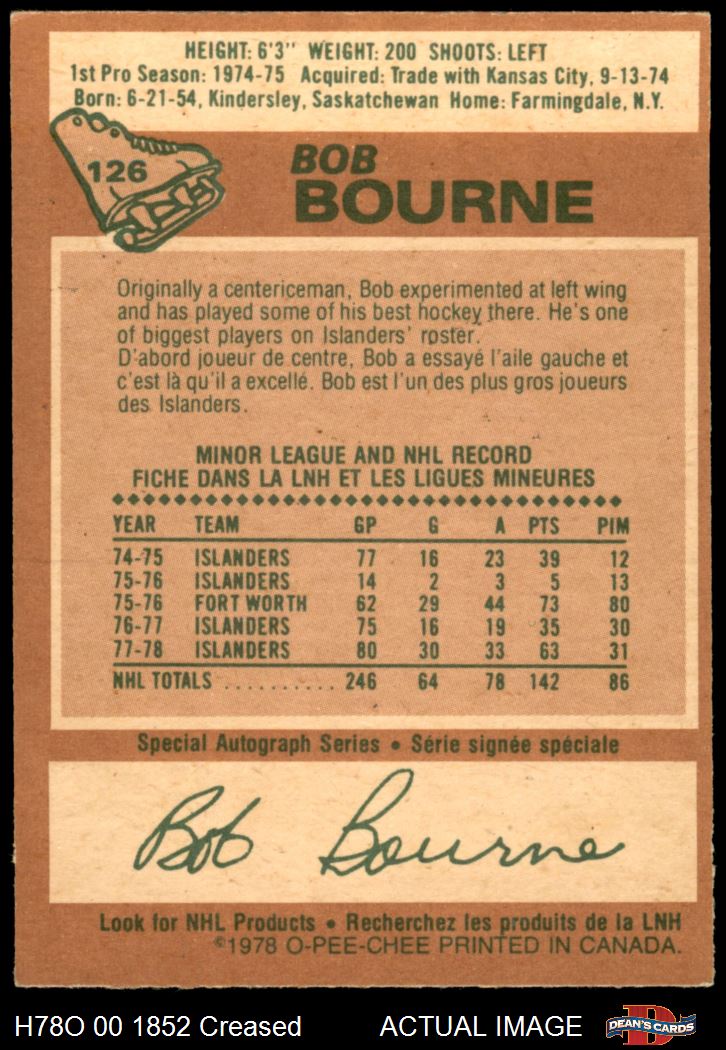 HEIGHT: 6'3" WEIGHT: 200 SHOOTS: LEFT
1st Pro Season: 1974-75 Acquired: Trade with Kansas City, 9-13-74
Born: 6-21-54, Kindersley, Saskatchewan Home: Farmingdale, N.Y.
126
BOB
BOURNE
Originally a centericeman, Bob experimented at left wing
and has played some of his best hockey there. He's one
of biggest players on Islanders' roster.
D'abord joueur de centre, Bob a essayé l'aile gauche et
c'est là qu'il a excellé. Bob est l'un des plus gros joueurs
des Islanders.
MINOR LEAGUE AND NHL RECORD
FICHE DANS LA LNH ET LES LIGUES MINEURES
YEAR TEAM GP G A PTS PIM
74-75 ISLANDERS 77 16 23 39 12
75-76 ISLANDERS 14 2 3 5 13
75-76 FORT WORTH 62 29 44 73 80
76-77 ISLANDERS 75 16 19 35 30
77-78 ISLANDERS 80 30 33 63 31
NHL TOTALS .......... 246 64 78 142 86
Special Autograph Series • Série signée spéciale
Bob Bourne
Look for NHL Products • Recherchez les produits de la LNH
©1978 O-PEE-CHEE PRINTED IN CANADA.
H78O 00 1852 Creased ACTUAL IMAGE
D
DEAN'S CARDS